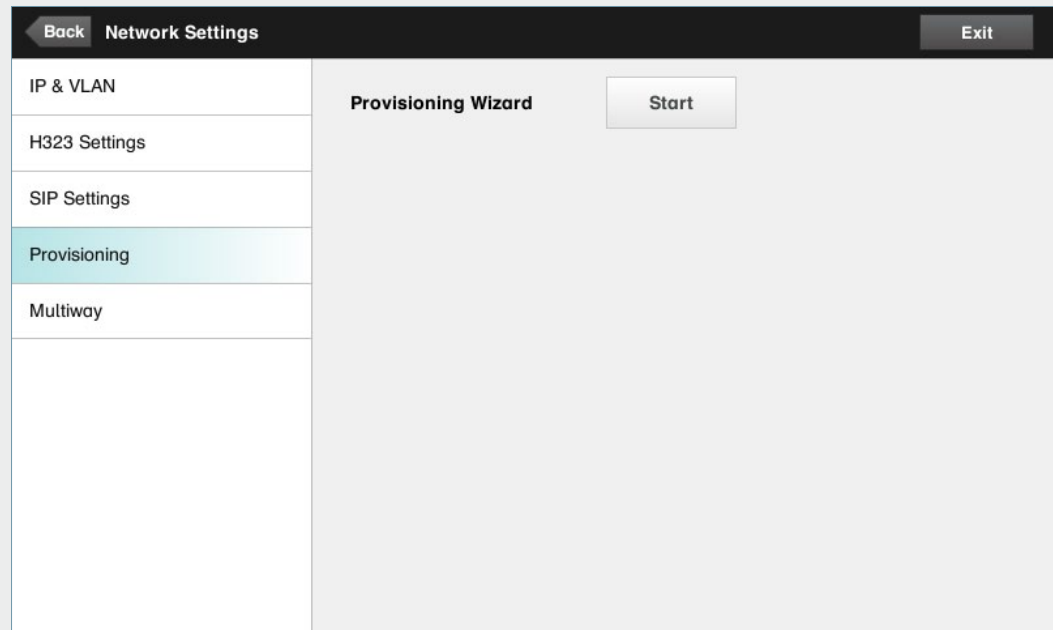 Back Network Settings Exit
IP & VLAN
H323 Settings
SIP Settings
Provisioning
Multiway
Provisioning Wizard Start